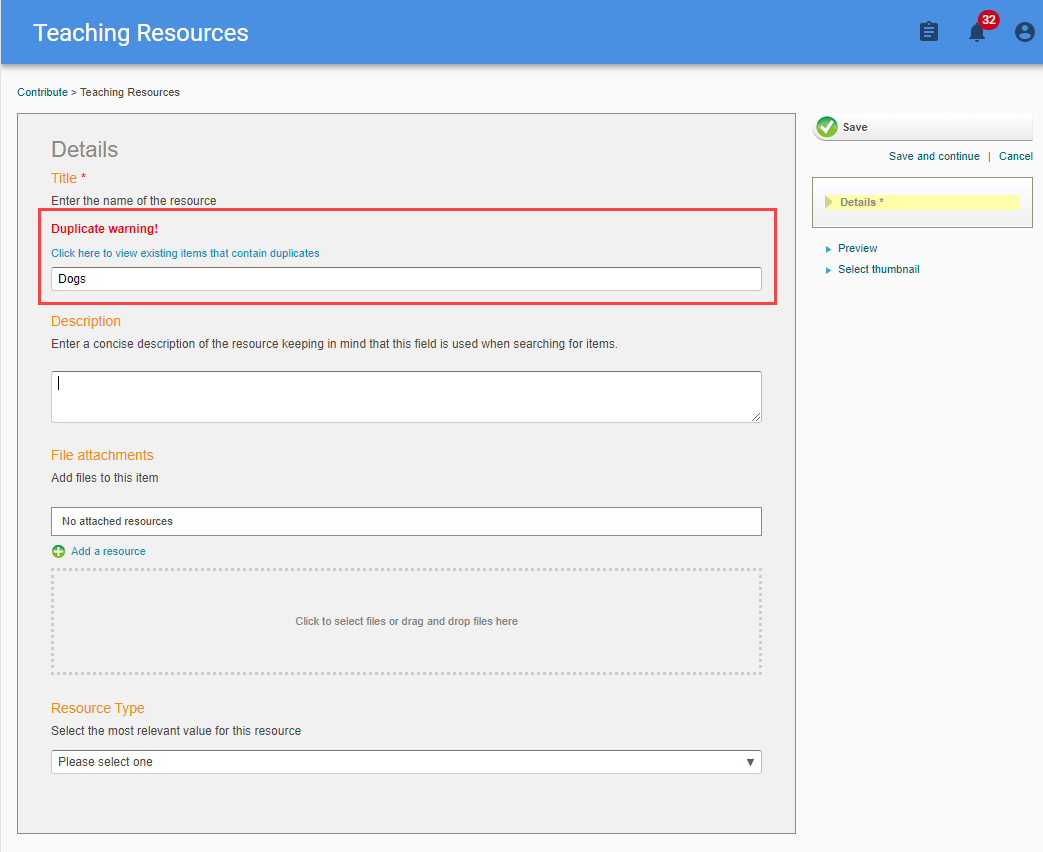 Teaching Resources
32
Contribute > Teaching Resources
Details
Title *
Enter the name of the resource
Duplicate warning!
Click here to view existing items that contain duplicates
Dogs
Description
Enter a concise description of the resource keeping in mind that this field is used when searching for items.
File attachments
Add files to this item
No attached resources
Add a resource
Click to select files or drag and drop files here
Resource Type
Select the most relevant value for this resource
Please select one
Save
Save and continue | Cancel
Details *
Preview
Select thumbnail